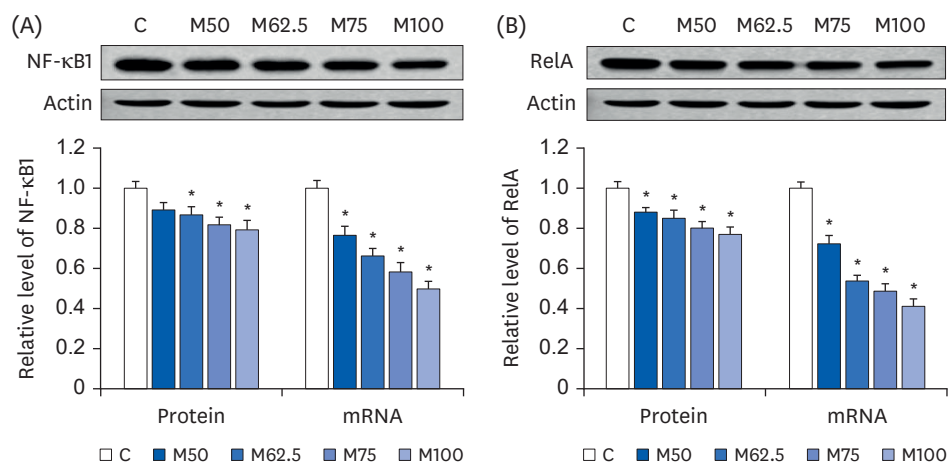 (A) C M50 M62.5 M75 M100
NF-κB1
Actin
Relative level of NF-κB1
1.2
1.0
0.8
0.6
0.4
0.2
0
* * * *
* * *
Protein mRNA
C M50 M62.5 M75 M100
(B) C M50 M62.5 M75 M100
RelA
Actin
Relative level of RelA
1.2
1.0
0.8
0.6
0.4
0.2
0
* * * *
* * * *
Protein mRNA
C M50 M62.5 M75 M100